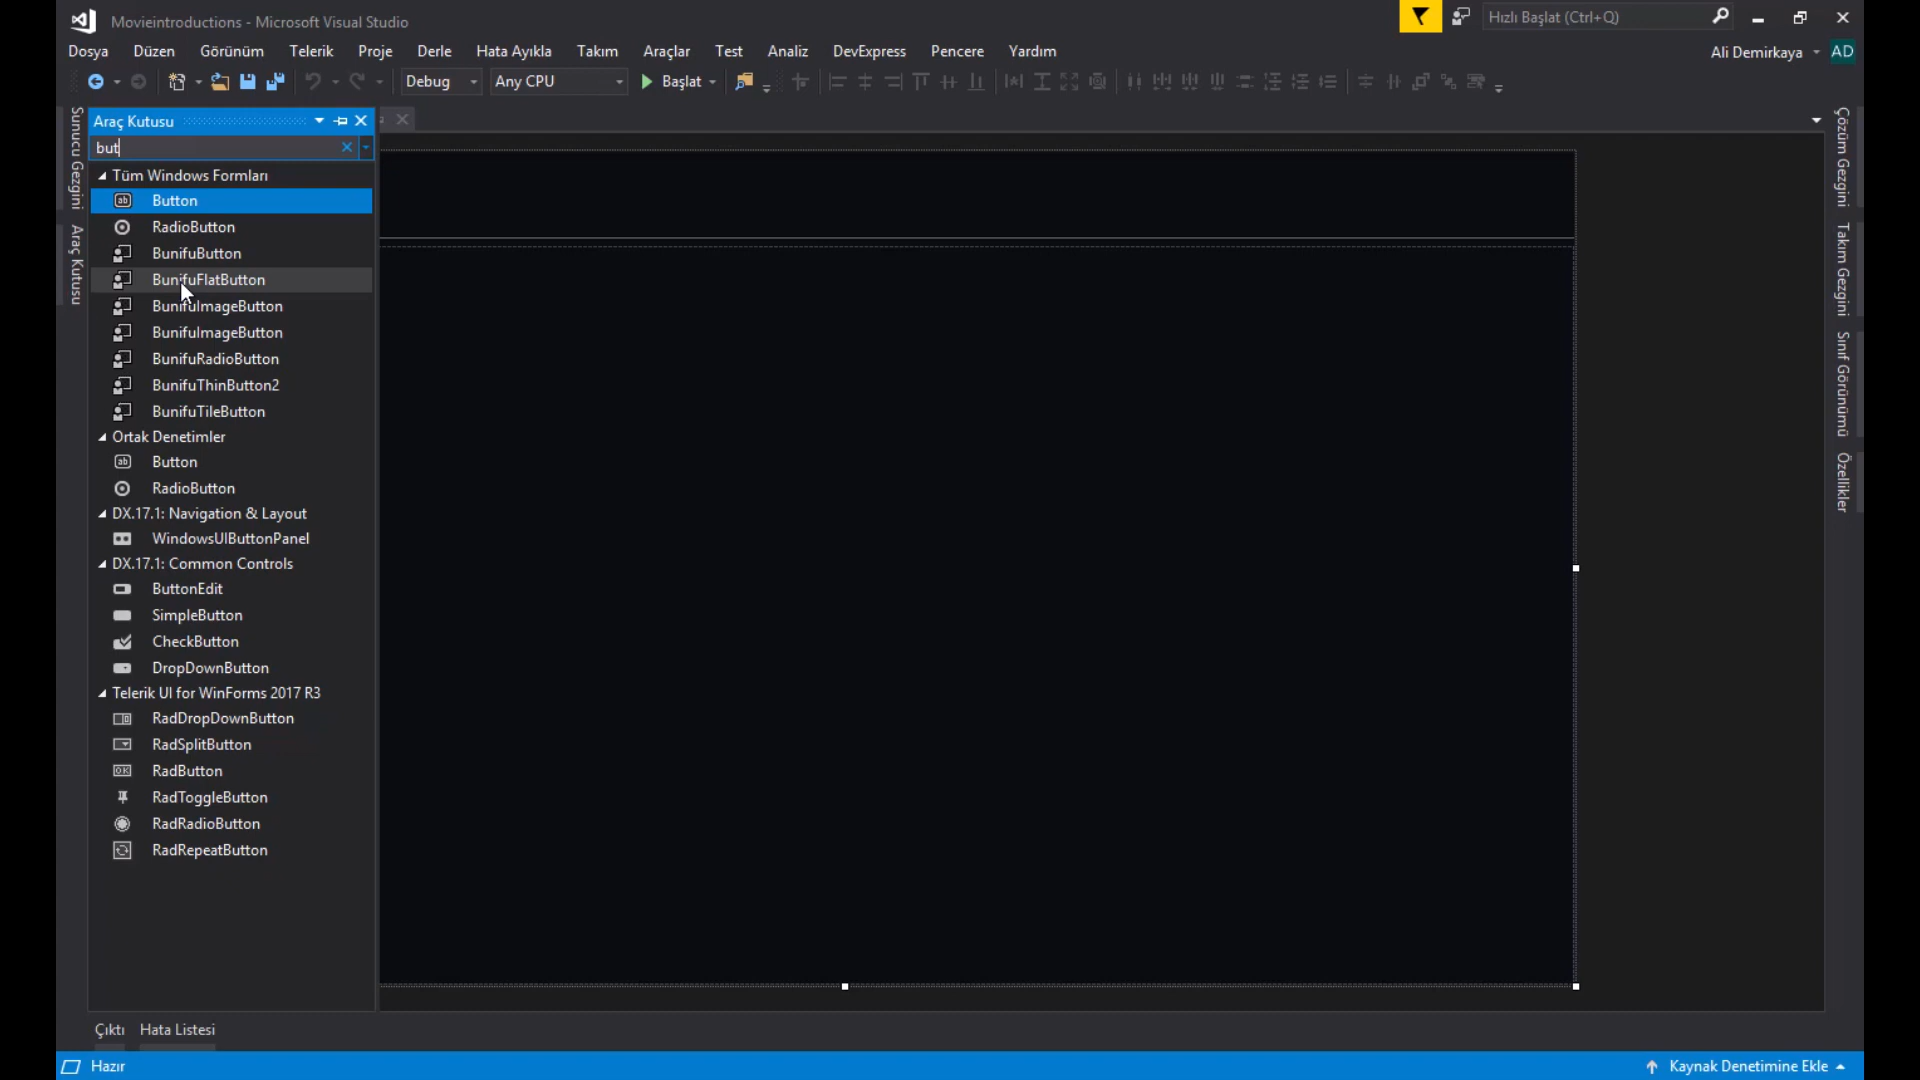 Movieintroductions - Microsoft Visual Studio
Hızlı Başlat (Ctrl+Q)
Dosya Düzen Görünüm Telerik Proje Derle Hata Ayıkla Takım Araçlar Test Analiz DevExpress Pencere Yardım
Ali Demirkaya AD
Debug Any CPU Başlat
Sunucu Gezgini
Araç Kutusu
Araç Kutusu
but
Tüm Windows Formları
Button
RadioButton
BunifuButton
BunifuFlatButton
BunifuImageButton
BunifuImageButton
BunifuRadioButton
BunifuThinButton2
BunifuTileButton
Ortak Denetimler
Button
RadioButton
DX.17.1: Navigation & Layout
WindowsUIButtonPanel
DX.17.1: Common Controls
ButtonEdit
SimpleButton
CheckButton
DropDownButton
Telerik UI for WinForms 2017 R3
RadDropDownButton
RadSplitButton
RadButton
RadToggleButton
RadRadioButton
RadRepeatButton
Çözüm Gezgini
Takım Gezgini
Sınıf Görünümü
Özellikler
Çıktı Hata Listesi
Hazır
Kaynak Denetimine Ekle